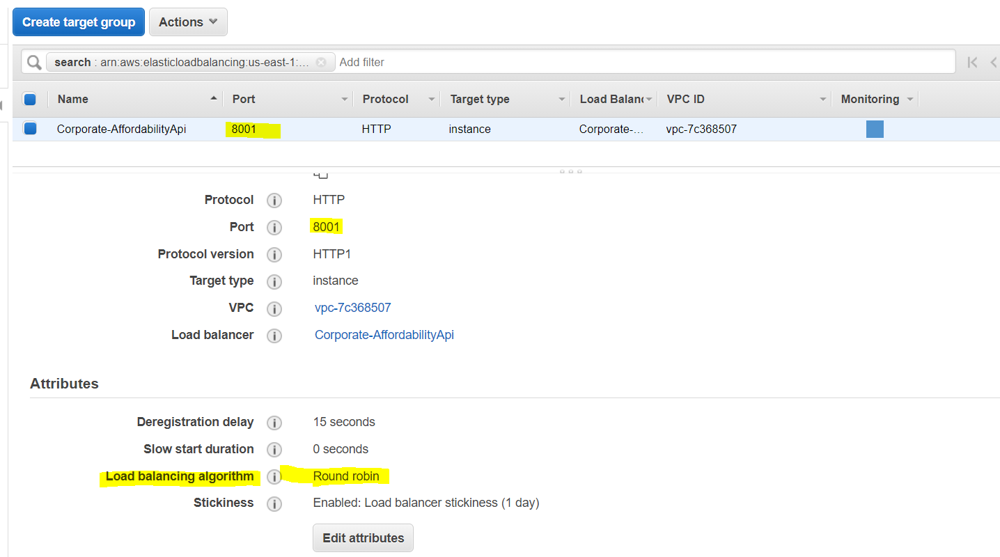 Create target group Actions
search : arn:aws:elasticloadbalancing:us-east-1:... Add filter
Name Port Protocol Target type Load Balanc VPC ID Monitoring
Corporate-AffordabilityApi 8001 HTTP instance Corporate-... vpc-7c368507
Protocol HTTP
Port 8001
Protocol version HTTP1
Target type instance
VPC vpc-7c368507
Load balancer Corporate-AffordabilityApi
Attributes
Deregistration delay 15 seconds
Slow start duration 0 seconds
Load balancing algorithm Round robin
Stickiness Enabled: Load balancer stickiness (1 day)
Edit attributes